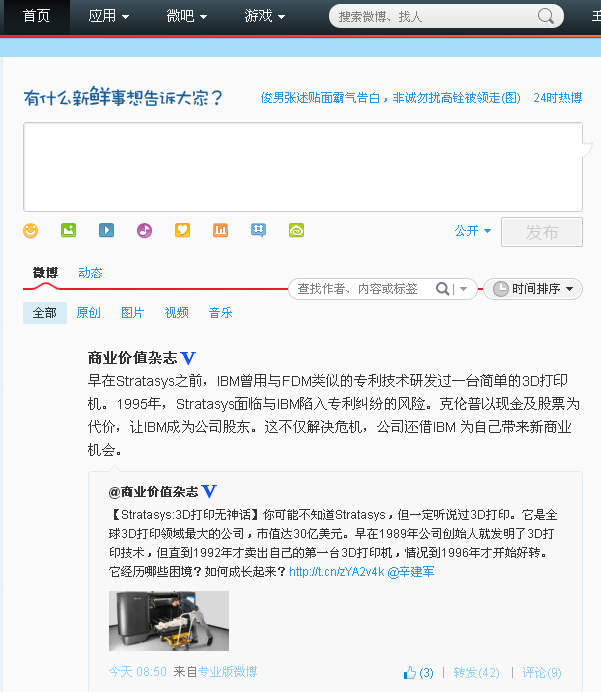 首页 应用 微吧 游戏 搜索微博、找人
有什么新鲜事想告诉大家？ 俊男张述贴面霸气告白，非诚勿扰高铨被领走(图) 24时热博
公开 发布
微博 动态
查找作者、内容或标签 时间排序
全部 原创 图片 视频 音乐
商业价值杂志 V
早在Stratasys之前，IBM曾用与FDM类似的专利技术研发过一台简单的3D打印
机。1995年，Stratasys面临与IBM陷入专利纠纷的风险。克伦普以现金及股票为
代价，让IBM成为公司股东。这不仅解决危机，公司还借IBM 为自己带来新商业
机会。
@商业价值杂志 V
【Stratasys:3D打印无神话】你可能不知道Stratasys，但一定听说过3D打印。它是全
球3D打印领域最大的公司，市值达30亿美元。早在1989年公司创始人就发明了3D打
印技术，但直到1992年才卖出自己的第一台3D打印机，情况到1996年才开始好转。
它经历哪些困境？如何成长起来？http://t.cn/zYA2v4k @辛建军
今天 08:50 来自专业版微博 (3) | 转发(42) | 评论(9)